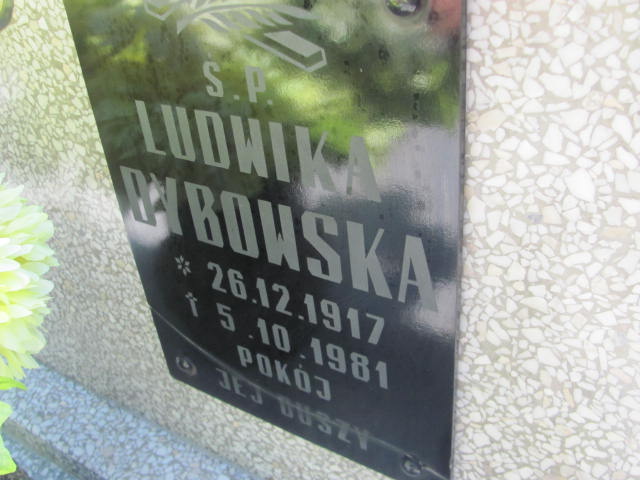 Ś.P.
LUDWIKA
DYBOWSKA
* 26.12.1917
† 5.10.1981
POKÓJ
JEJ DUSZY